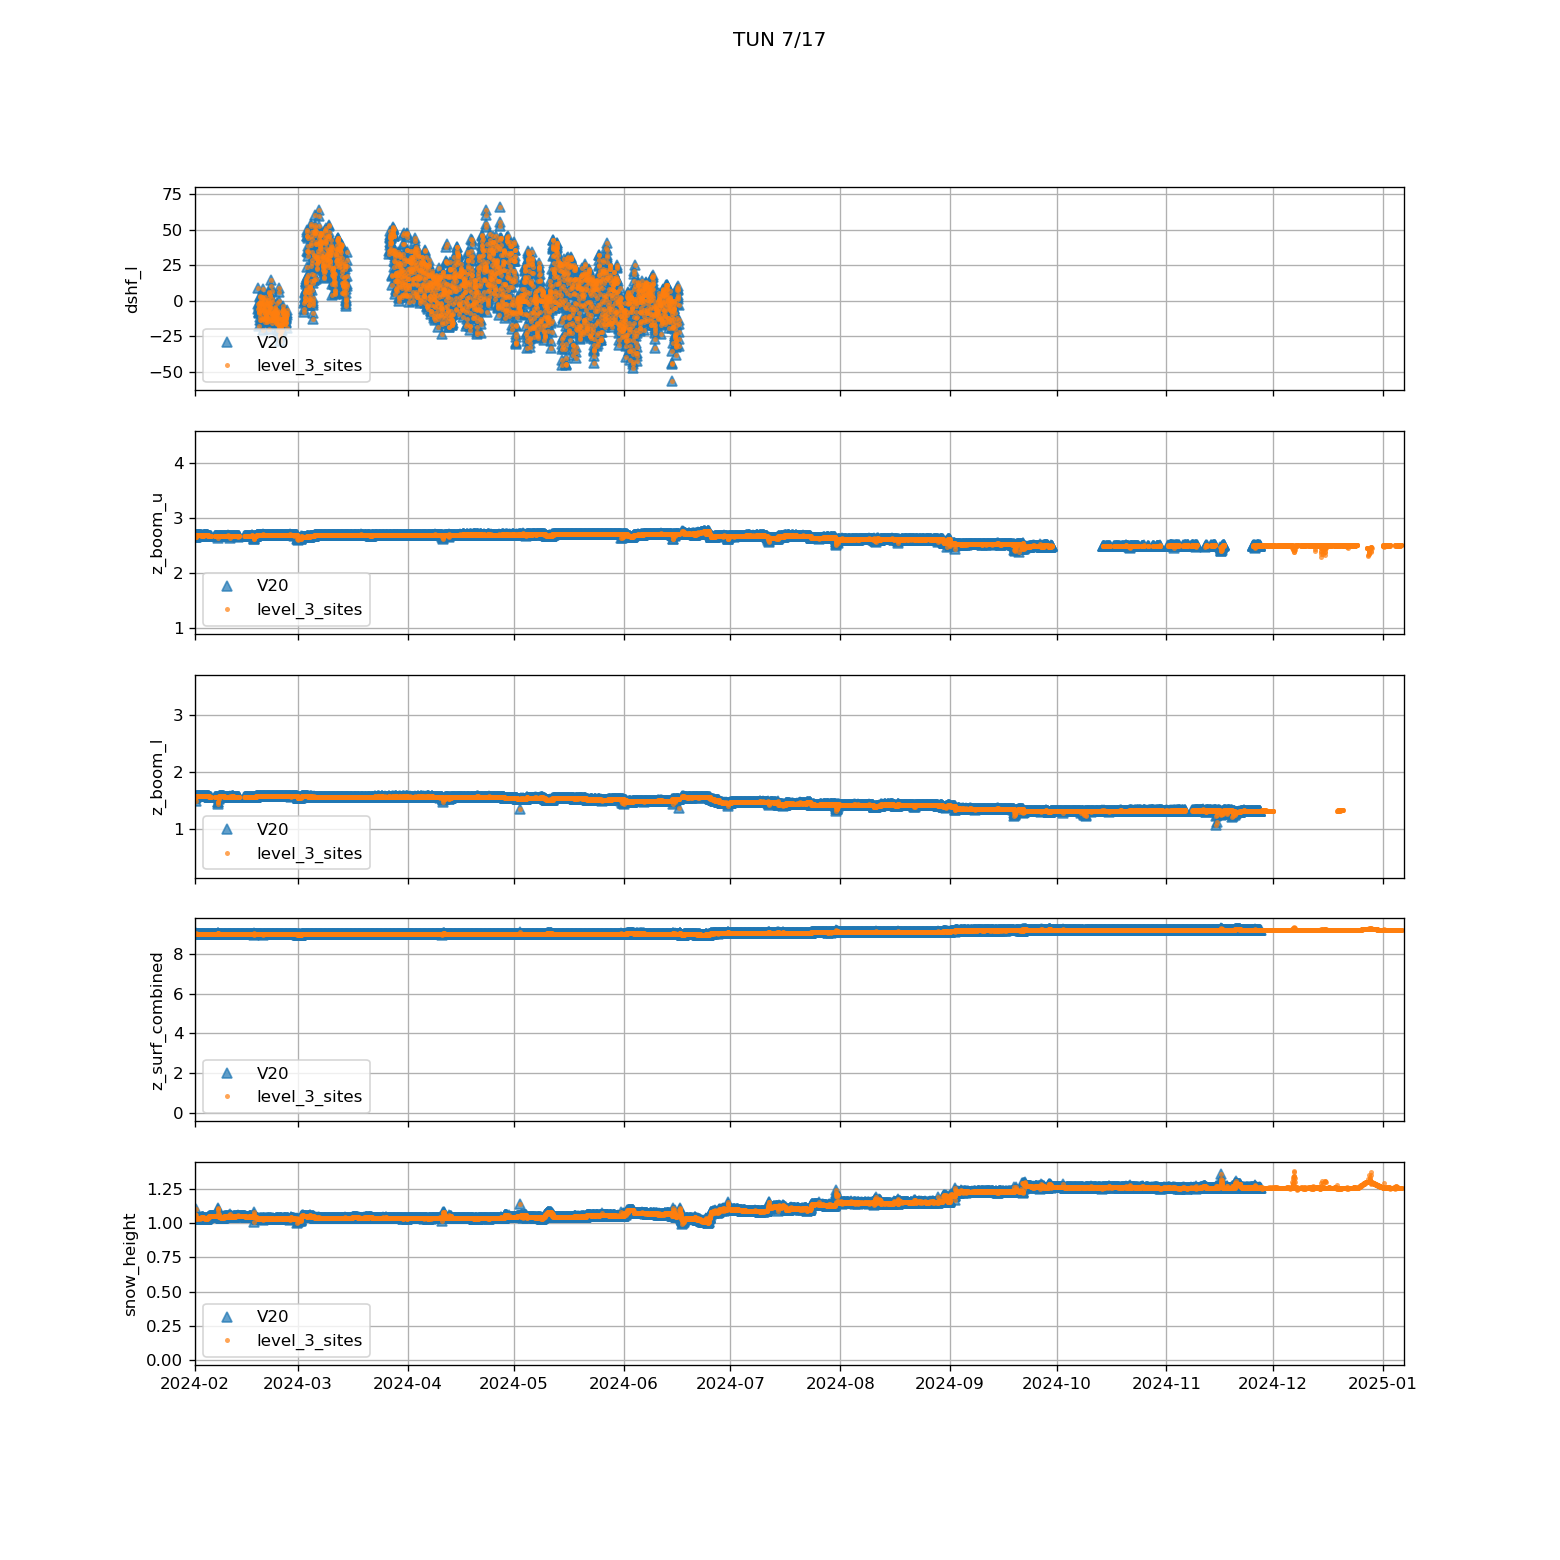 TUN 7/17
dshf_l
75
50
25
0
−25
−50
V20
level_3_sites
z_boom_u
4
3
2
1
V20
level_3_sites
z_boom_l
3
2
1
V20
level_3_sites
z_surf_combined
8
6
4
2
0
V20
level_3_sites
snow_height
1.25
1.00
0.75
0.50
0.25
0.00
V20
level_3_sites
2024-02 2024-03 2024-04 2024-05 2024-06 2024-07 2024-08 2024-09 2024-10 2024-11 2024-12 2025-01